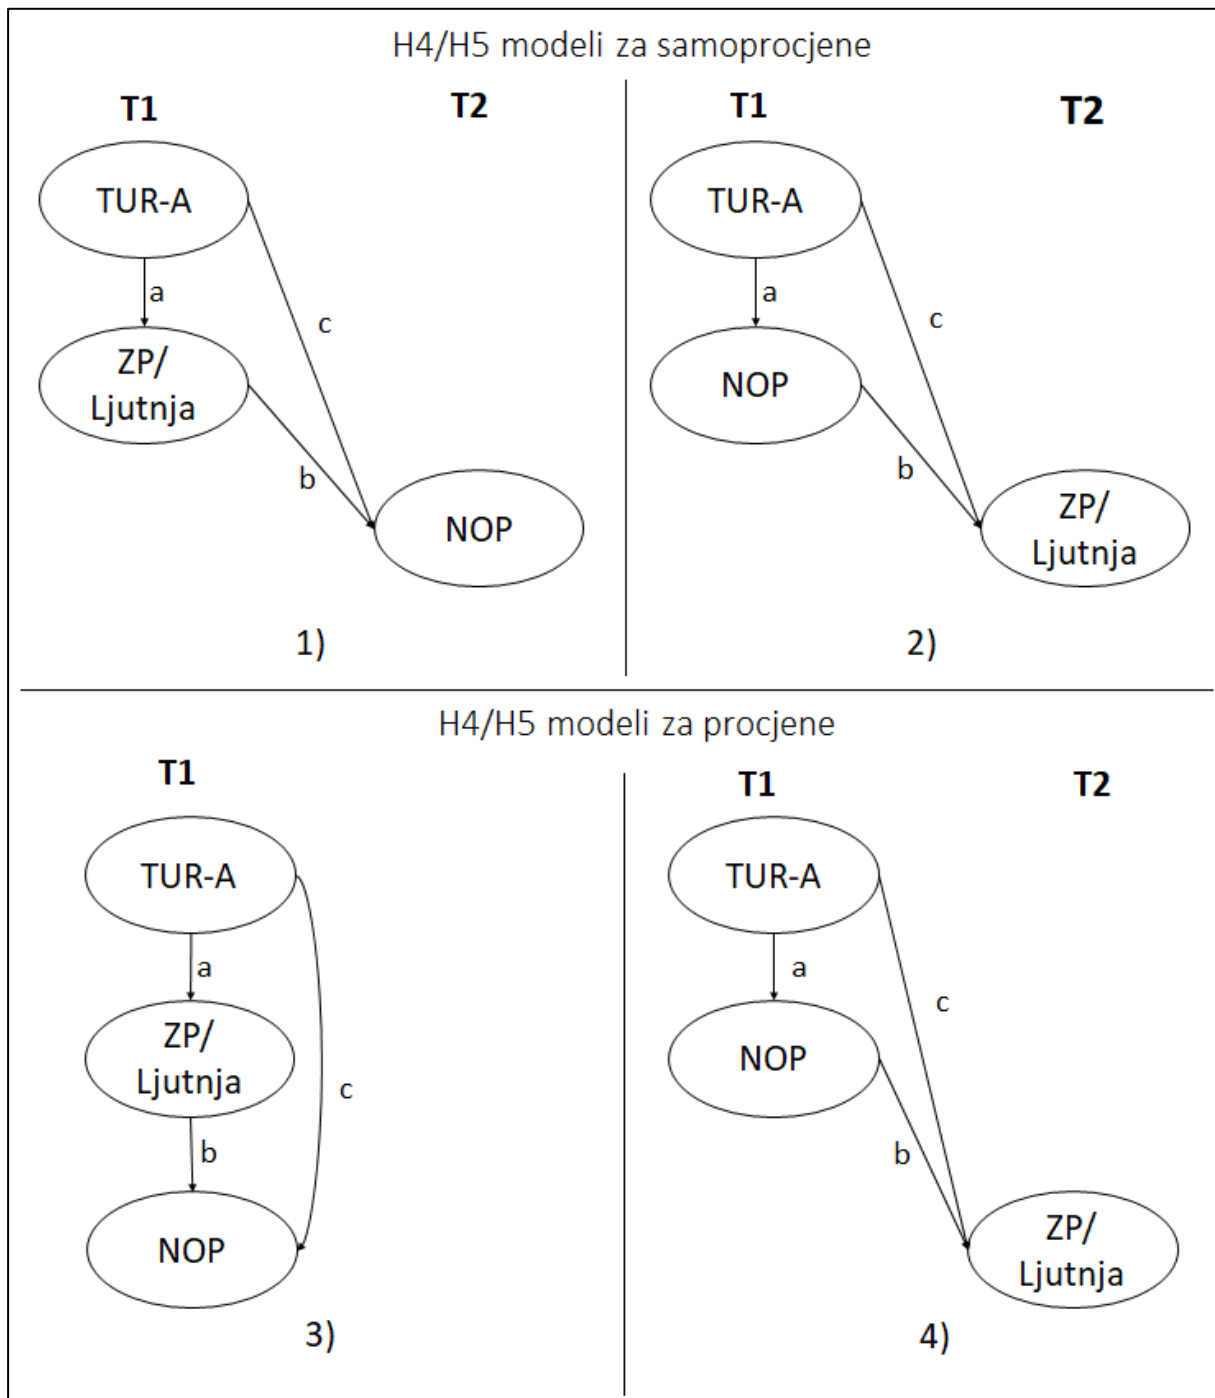 H4/H5 modeli za samoprocjene
T1
T2
TUR-A
a
c
ZP/
Ljutnja
b
NOP
1)
T1
T2
TUR-A
a
c
NOP
b
ZP/
Ljutnja
2)
H4/H5 modeli za procjene
T1
TUR-A
a
ZP/
Ljutnja
c
b
NOP
3)
T1
T2
TUR-A
a
c
NOP
b
ZP/
Ljutnja
4)